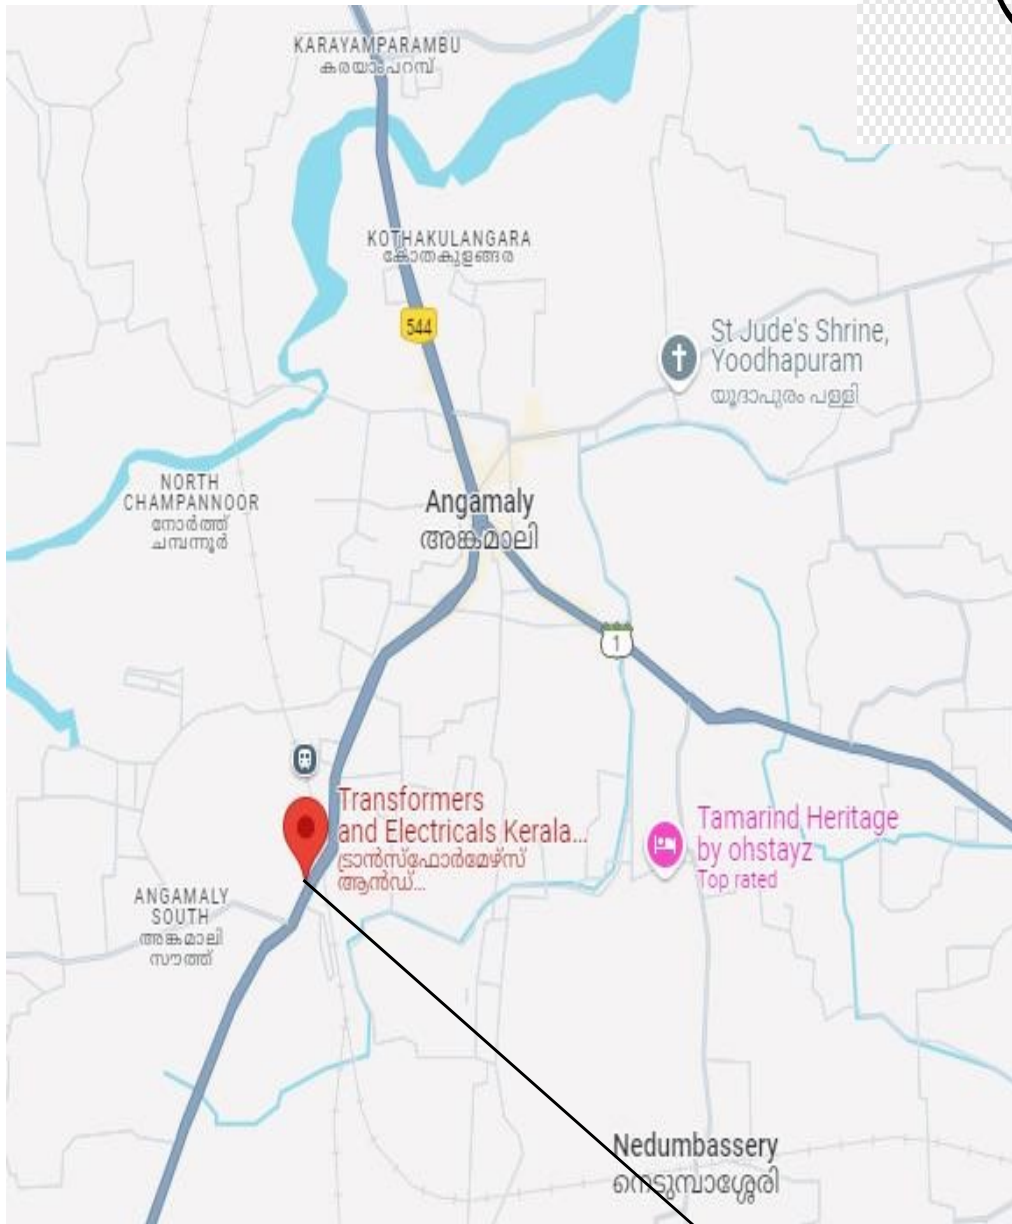 KARAYAMPARAMBU
കരയാംപറമ്പ്
KOTHAKULANGARA
കോതകുളങ്ങര
544
St Jude's Shrine,
Yoodhapuram
യൂദാപുരം പള്ളി
NORTH
CHAMPANNOOR
നോർത്ത്
ചമ്പന്നൂർ
Angamaly
അങ്കമാലി
1
Transformers
and Electricals Kerala...
ട്രാൻസ്ഫോർമേഴ്സ്
ആൻഡ്...
Tamarind Heritage
by ohstayz
Top rated
ANGAMALY
SOUTH
അങ്കമാലി
സൗത്ത്
Nedumbassery
നെടുമ്പാശ്ശേരി